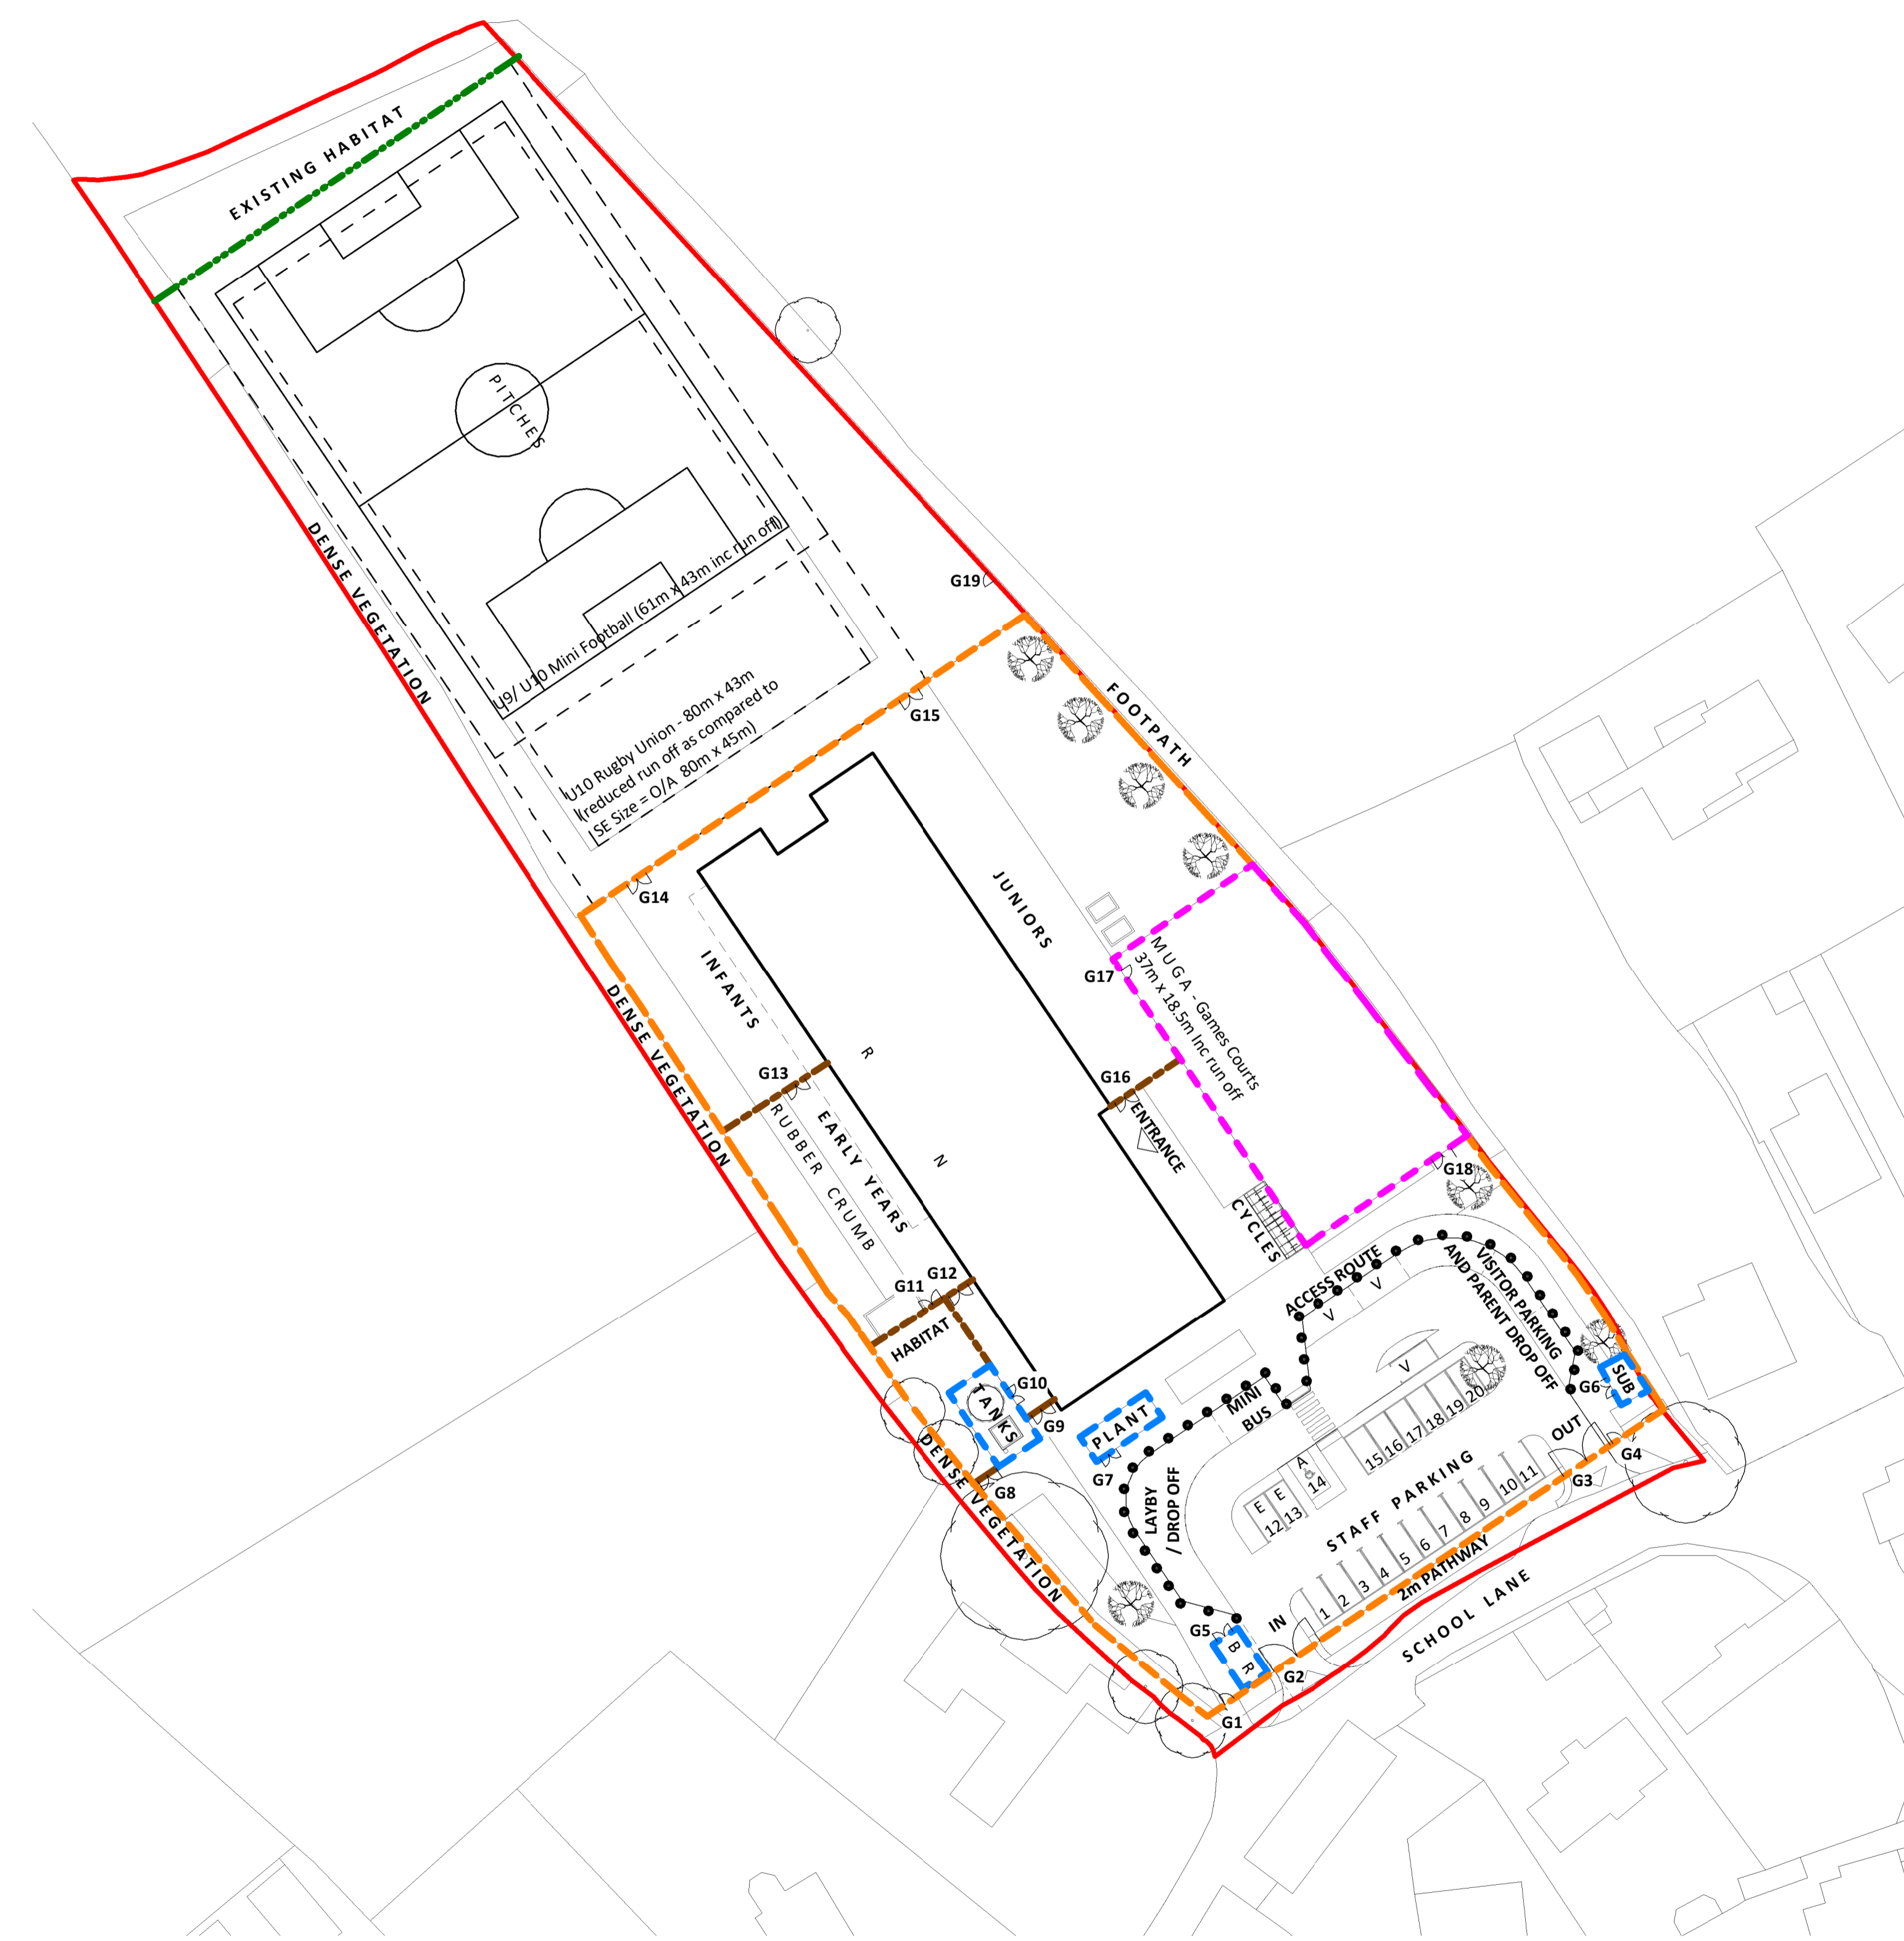 EXISTING HABITAT
PITCHES
DENSE VEGETATION
U9/ U10 Mini Football (61m x 43m inc run off)
U10 Rugby Union - 80m x 43m
(reduced run off as compared to
SE Size = O/A 80m x 45m)
G19
G15
FOOTPATH
G14
JUNIORS
INFANTS
G17
MUGA - Games Courts
37m x 18.5m Inc run off
DENSE VEGETATION
R
N
G13
G16
ENTRANCE
RUBBER CRUMB
EARLY YEARS
G18
CYCLES
G11
G12
HABITAT
ACCESS ROUTE
V
V
VISITOR PARKING
AND PARENT DROP OFF
G10
TANKS
G9
G8
DENSE VEGETATION
PLANT
G7
MINI
BUS
V
G6
SUB
LAYBY
/ DROP OFF
A
14
E
E
12
13
15
16
17
18
19
20
OUT
G4
G3
STAFF PARKING
1
2
3
4
5
6
7
8
9
10
11
2m PATHWAY
IN
G5
B
R
G2
G1
SCHOOL LANE